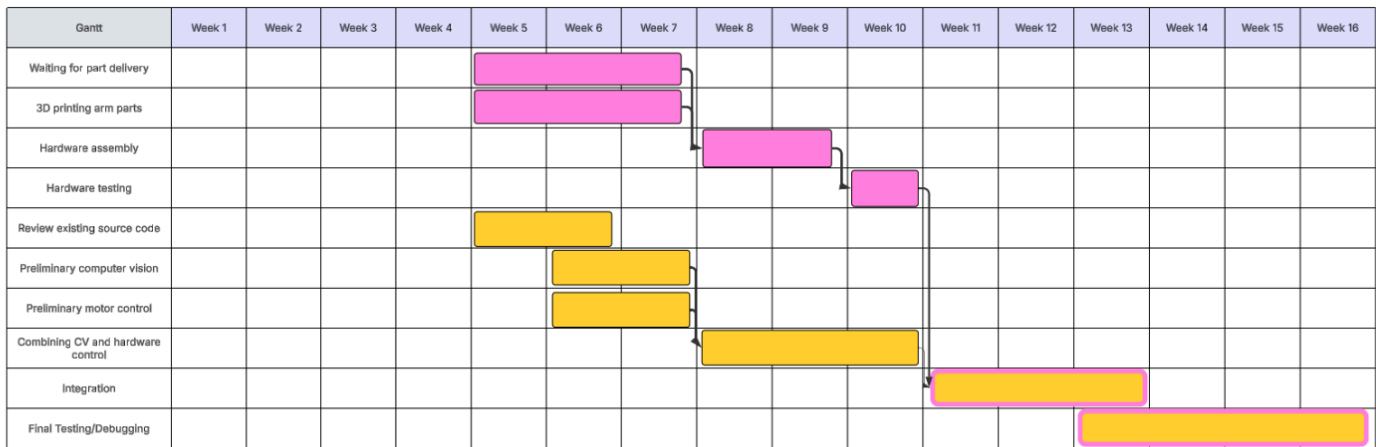 Gantt Week 1 Week 2 Week 3 Week 4 Week 5 Week 6 Week 7 Week 8 Week 9 Week 10 Week 11 Week 12 Week 13 Week 14 Week 15 Week 16
Waiting for part delivery
3D printing arm parts
Hardware assembly
Hardware testing
Review existing source code
Preliminary computer vision
Preliminary motor control
Combining CV and hardware
control
Integration
Final Testing/Debugging